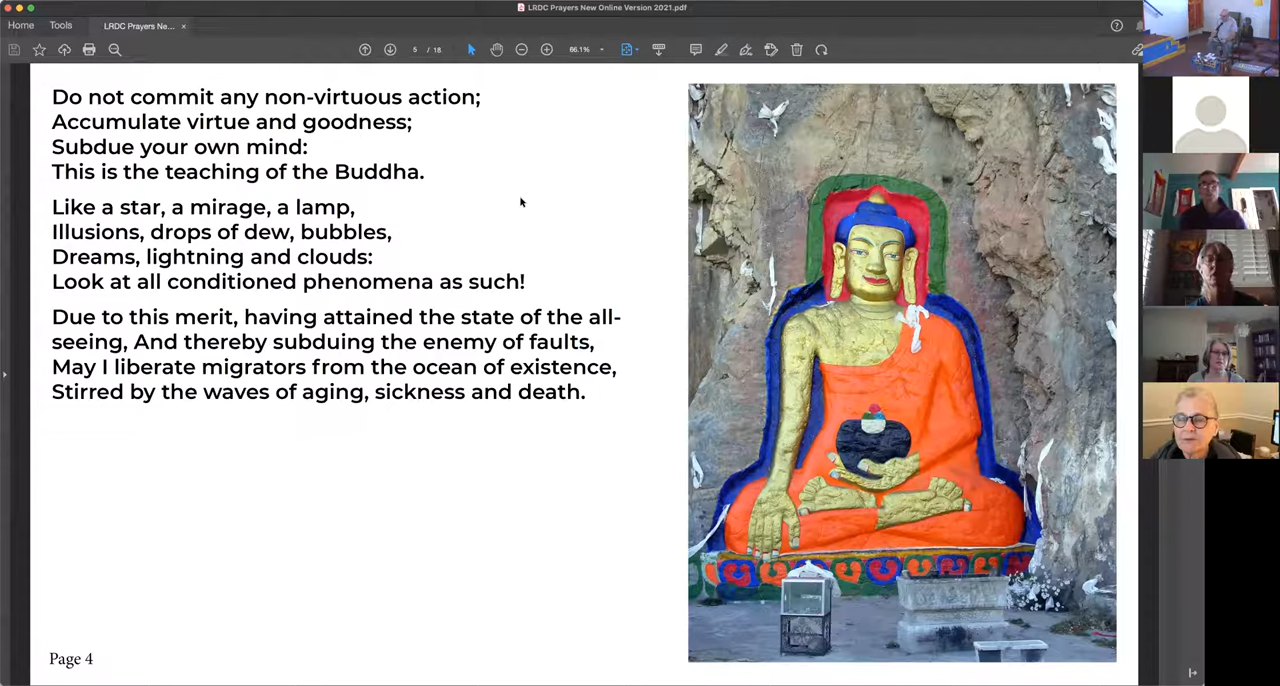 LRDC Prayers New Online Version 2021.pdf
Home
Tools
LRDC Prayers Ne...
5 / 16
86.1%
Do not commit any non-virtuous action;
Accumulate virtue and goodness;
Subdue your own mind:
This is the teaching of the Buddha.
Like a star, a mirage, a lamp,
Illusions, drops of dew, bubbles,
Dreams, lightning and clouds:
Look at all conditioned phenomena as such!
Due to this merit, having attained the state of the all-
seeing, And thereby subduing the enemy of faults,
May I liberate migrators from the ocean of existence,
Stirred by the waves of aging, sickness and death.
Page 4